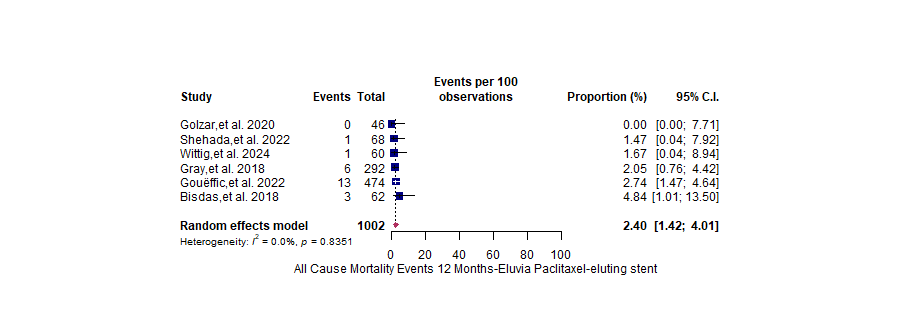 Events per 100
Study Events Total observations Proportion (%) 95% C.I.
Golzar,et al. 2020 0 46 0.00 [0.00; 7.71]
Shehada,et al. 2022 1 68 1.47 [0.04; 7.92]
Wittig,et al. 2024 1 60 1.67 [0.04; 8.94]
Gray,et al. 2018 6 292 2.05 [0.76; 4.42]
Gouëffic,et al. 2022 13 474 2.74 [1.47; 4.64]
Bisdas,et al. 2018 3 62 4.84 [1.01; 13.50]
Random effects model 1002 2.40 [1.42; 4.01]
Heterogeneity: I² = 0.0%, p = 0.8351
0 20 40 60 80 100
All Cause Mortality Events 12 Months-Eluvia Paclitaxel-eluting stent